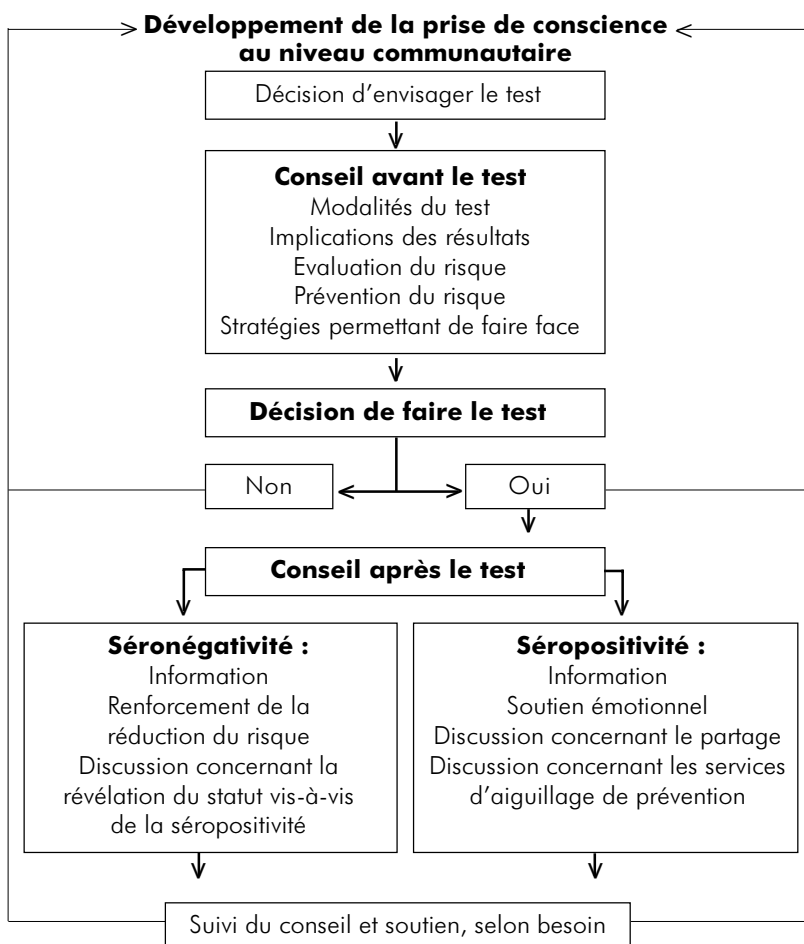 Développement de la prise de conscience
au niveau communautaire
Décision d'envisager le test
Conseil avant le test
Modalités du test
Implications des résultats
Evaluation du risque
Prévention du risque
Stratégies permettant de faire face
Décision de faire le test
Non
Oui
Conseil après le test
Séronégativité :
Information
Renforcement de la
réduction du risque
Discussion concernant la
révélation du statut vis-à-vis
de la séropositivité
Séropositivité :
Information
Soutien émotionnel
Discussion concernant le partage
Discussion concernant les services
d'aiguillage de prévention
Suivi du conseil et soutien, selon besoin